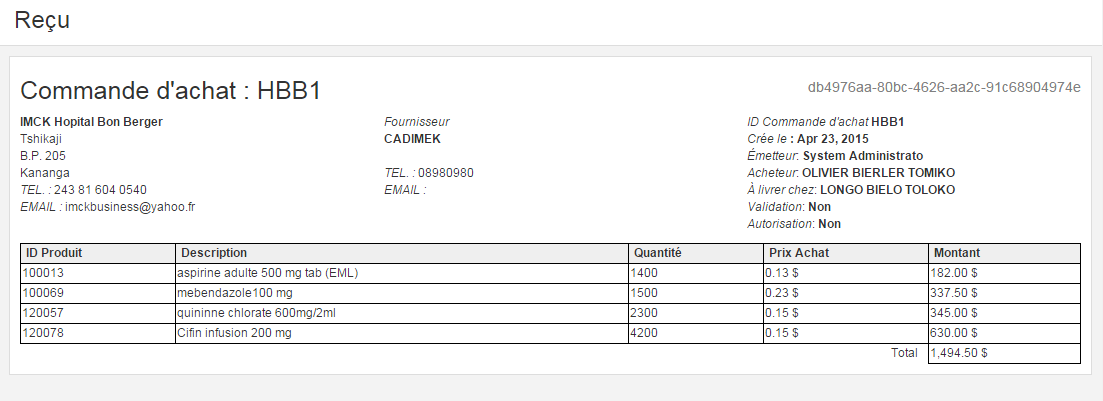 Reçu
Commande d'achat : HBB1
db4976aa-80bc-4626-aa2c-91c68904974e
IMCK Hopital Bon Berger
Tshikaji
B.P. 205
Kananga
TEL. : 243 81 604 0540
EMAIL : imckbusiness@yahoo.fr
Fournisseur
CADIMEK
TEL. : 08980980
EMAIL :
ID Commande d'achat HBB1
Crée le : Apr 23, 2015
Émetteur: System Administrato
Acheteur: OLIVIER BIERLER TOMIKO
À livrer chez: LONGO BIELO TOLOKO
Validation: Non
Autorisation: Non
ID Produit Description Quantité Prix Achat Montant
100013 aspirine adulte 500 mg tab (EML) 1400 0.13 $ 182.00 $
100069 mebendazole100 mg 1500 0.23 $ 337.50 $
120057 quininne chlorate 600mg/2ml 2300 0.15 $ 345.00 $
120078 Cifin infusion 200 mg 4200 0.15 $ 630.00 $
Total 1,494.50 $